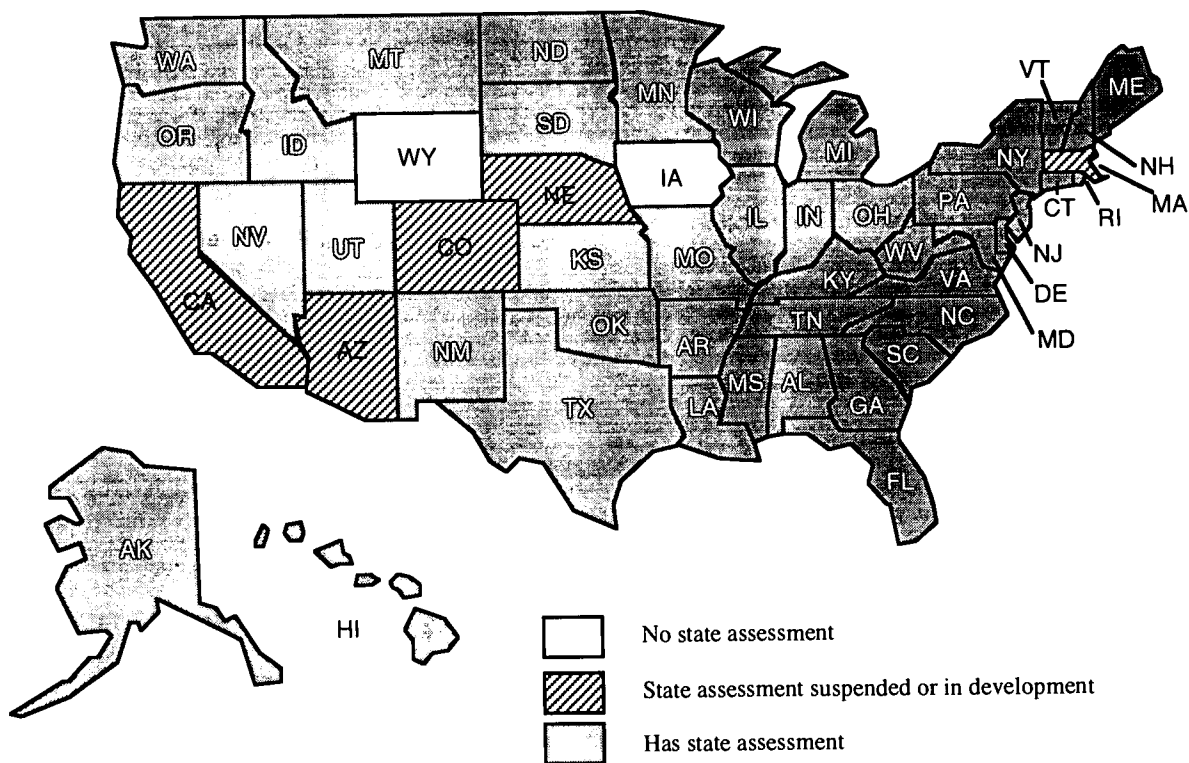 WA
MT
ND
MN
VT
ME
OR
ID
SD
WI
WY
MI
NY
NH
IA
MA
NE
CT
RI
PA
NV
UT
CO
IL
IN
OH
NJ
KS
MO
WV
CA
KY
VA
DE
TN
NC
MD
OK
AZ
NM
AR
SC
MS
AL
TX
LA
GA
FL
AK
HI
No state assessment
State assessment suspended or in development
Has state assessment